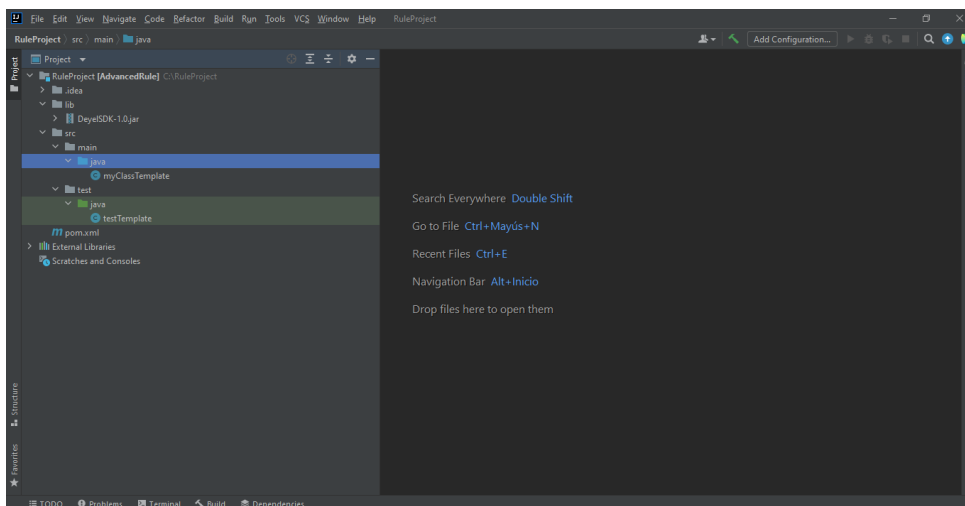 File Edit View Navigate Code Refactor Build Run Tools VCS Window Help RuleProject
RuleProject > src > main > java
Add Configuration...
Project
Project
RuleProject [AdvancedRule] C:\RuleProject
.idea
lib
DeyelSDK-1.0.jar
src
main
java
myClassTemplate
test
java
testTemplate
pom.xml
External Libraries
Scratches and Consoles
Search Everywhere Double Shift
Go to File Ctrl+Mayús+N
Recent Files Ctrl+E
Navigation Bar Alt+Inicio
Drop files here to open them
Structure
Favorites
TODO Problems Terminal Build Dependencies